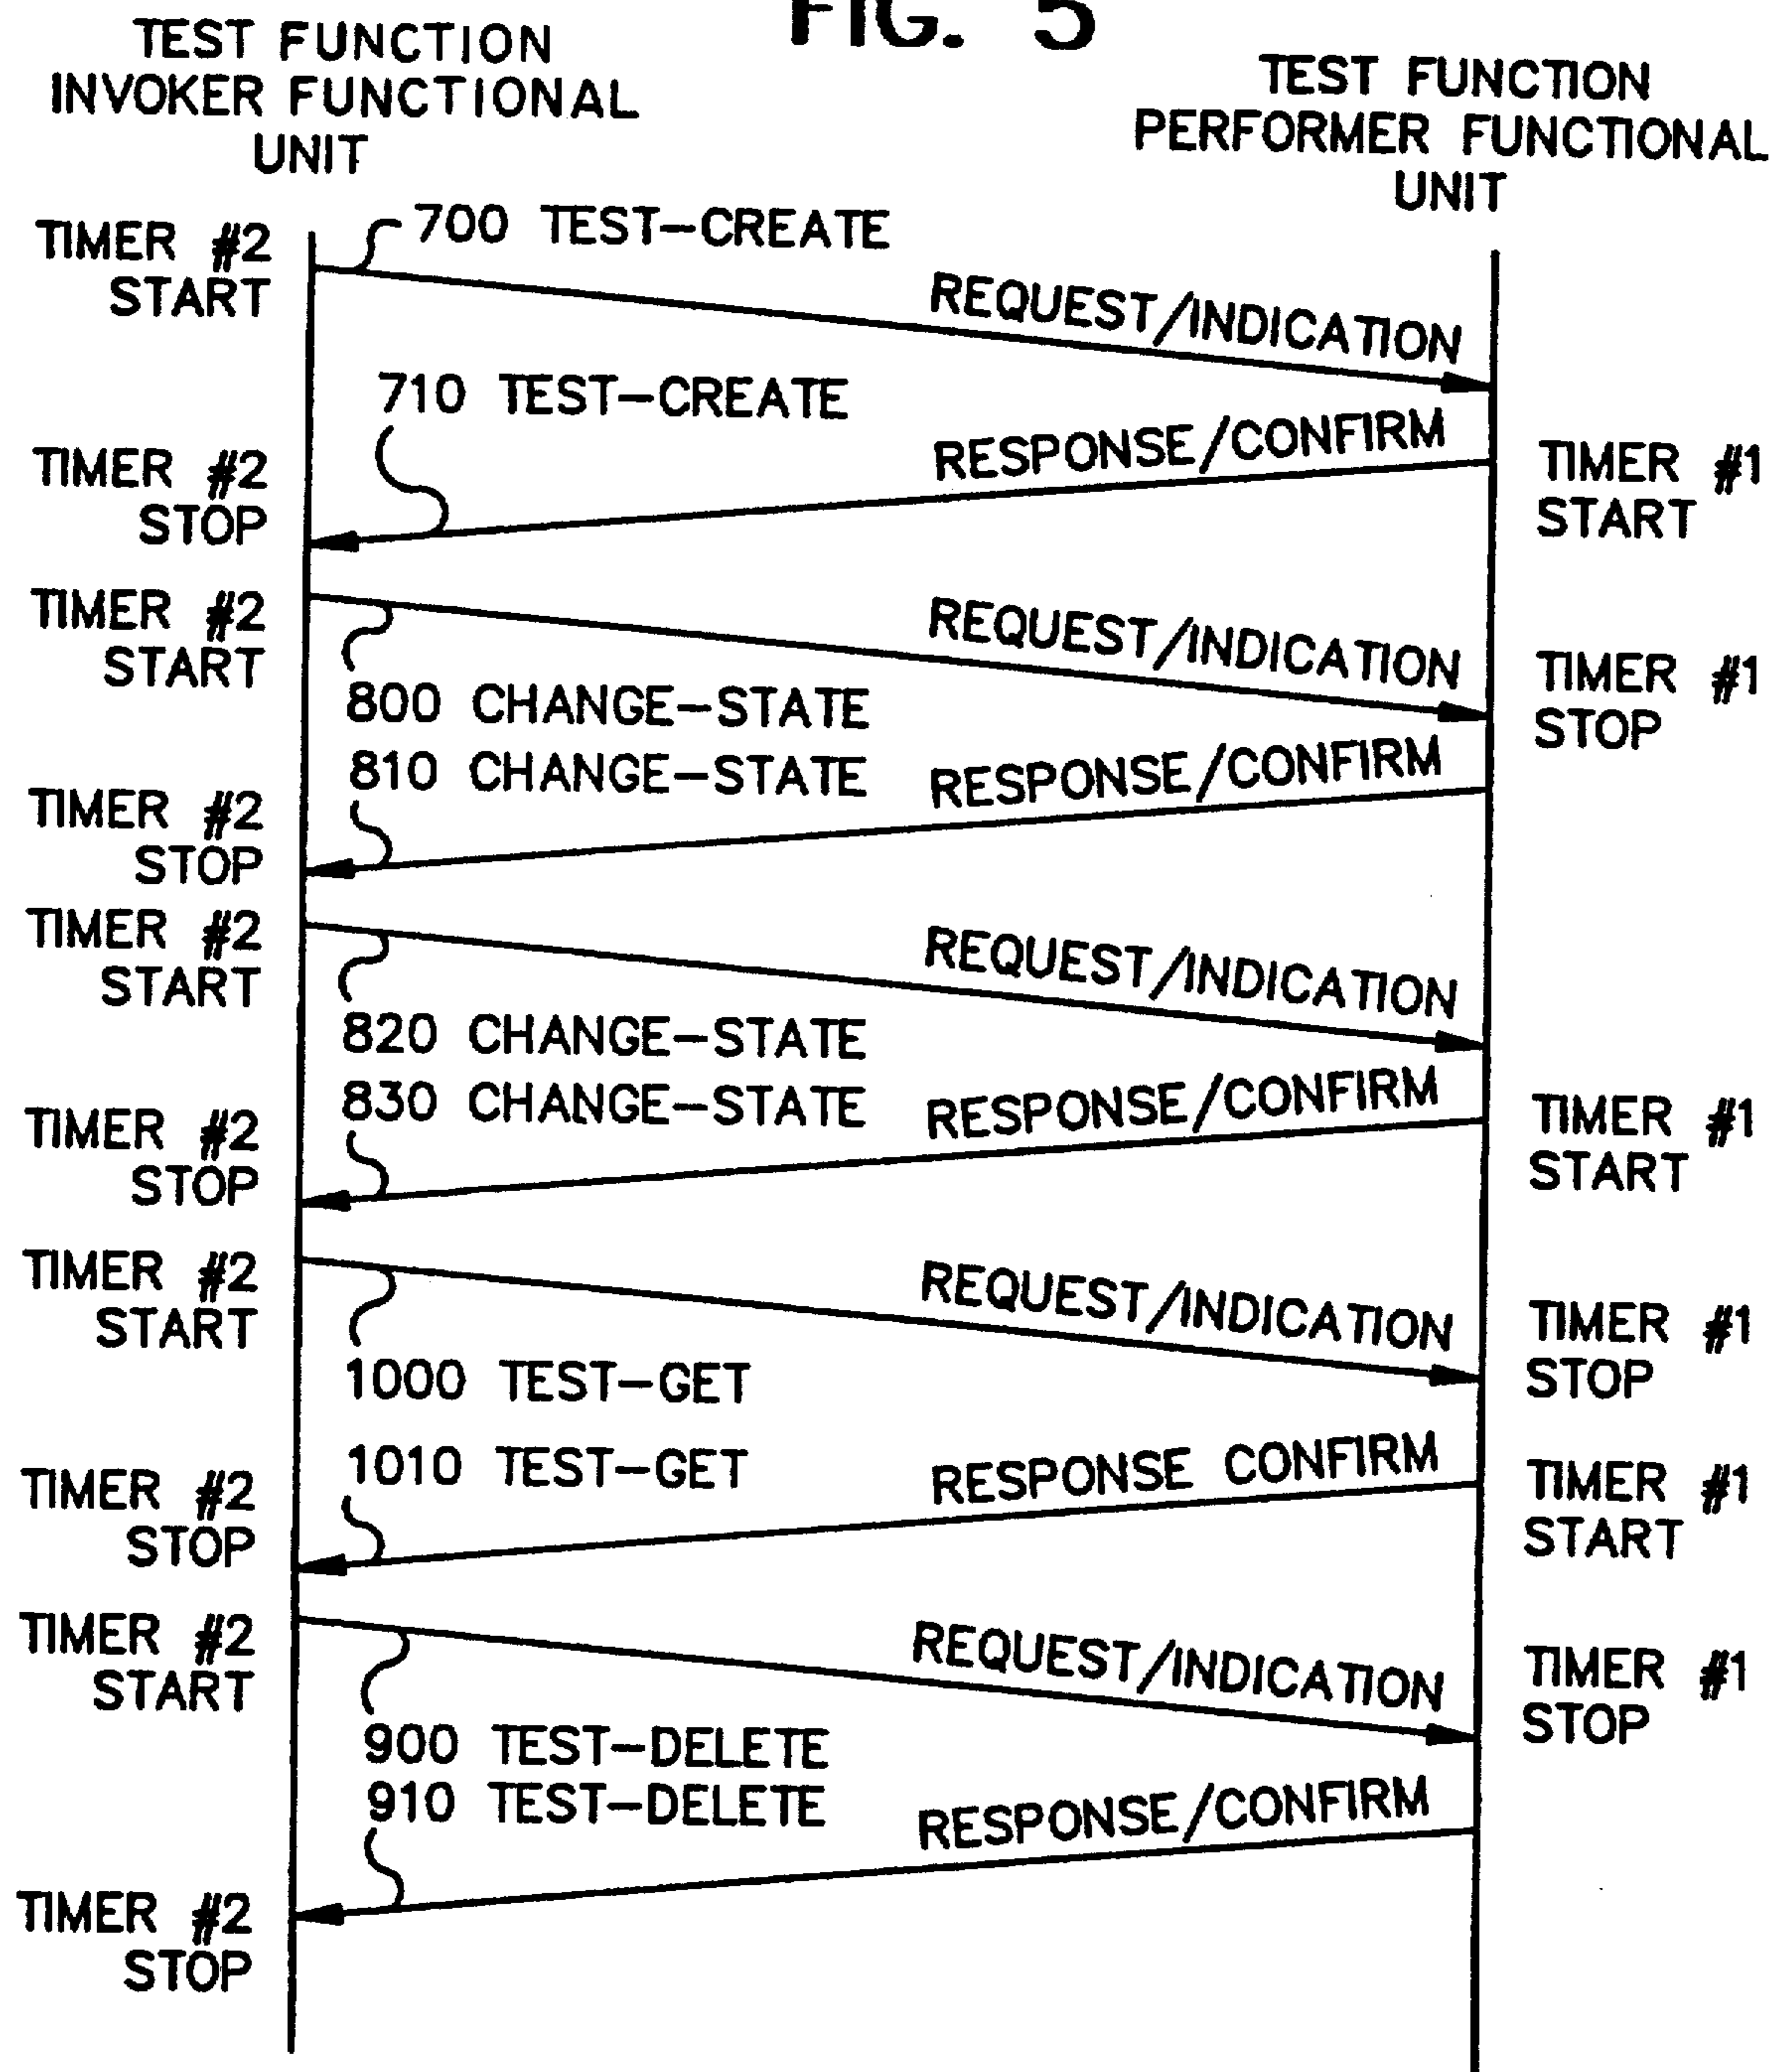 FIG. 5
TEST FUNCTION
INVOKER FUNCTIONAL
UNIT
TEST FUNCTION
PERFORMER FUNCTIONAL
UNIT
TIMER #2
START
700 TEST-CREATE
REQUEST/INDICATION
710 TEST-CREATE
RESPONSE/CONFIRM
TIMER #2
STOP
TIMER #1
START
TIMER #2
START
REQUEST/INDICATION
TIMER #1
STOP
800 CHANGE-STATE
810 CHANGE-STATE
RESPONSE/CONFIRM
TIMER #2
STOP
TIMER #2
START
REQUEST/INDICATION
820 CHANGE-STATE
830 CHANGE-STATE
RESPONSE/CONFIRM
TIMER #2
STOP
TIMER #1
START
TIMER #2
START
REQUEST/INDICATION
TIMER #1
STOP
1000 TEST-GET
1010 TEST-GET
RESPONSE CONFIRM
TIMER #2
STOP
TIMER #1
START
TIMER #2
START
REQUEST/INDICATION
TIMER #1
STOP
900 TEST-DELETE
910 TEST-DELETE
RESPONSE/CONFIRM
TIMER #2
STOP